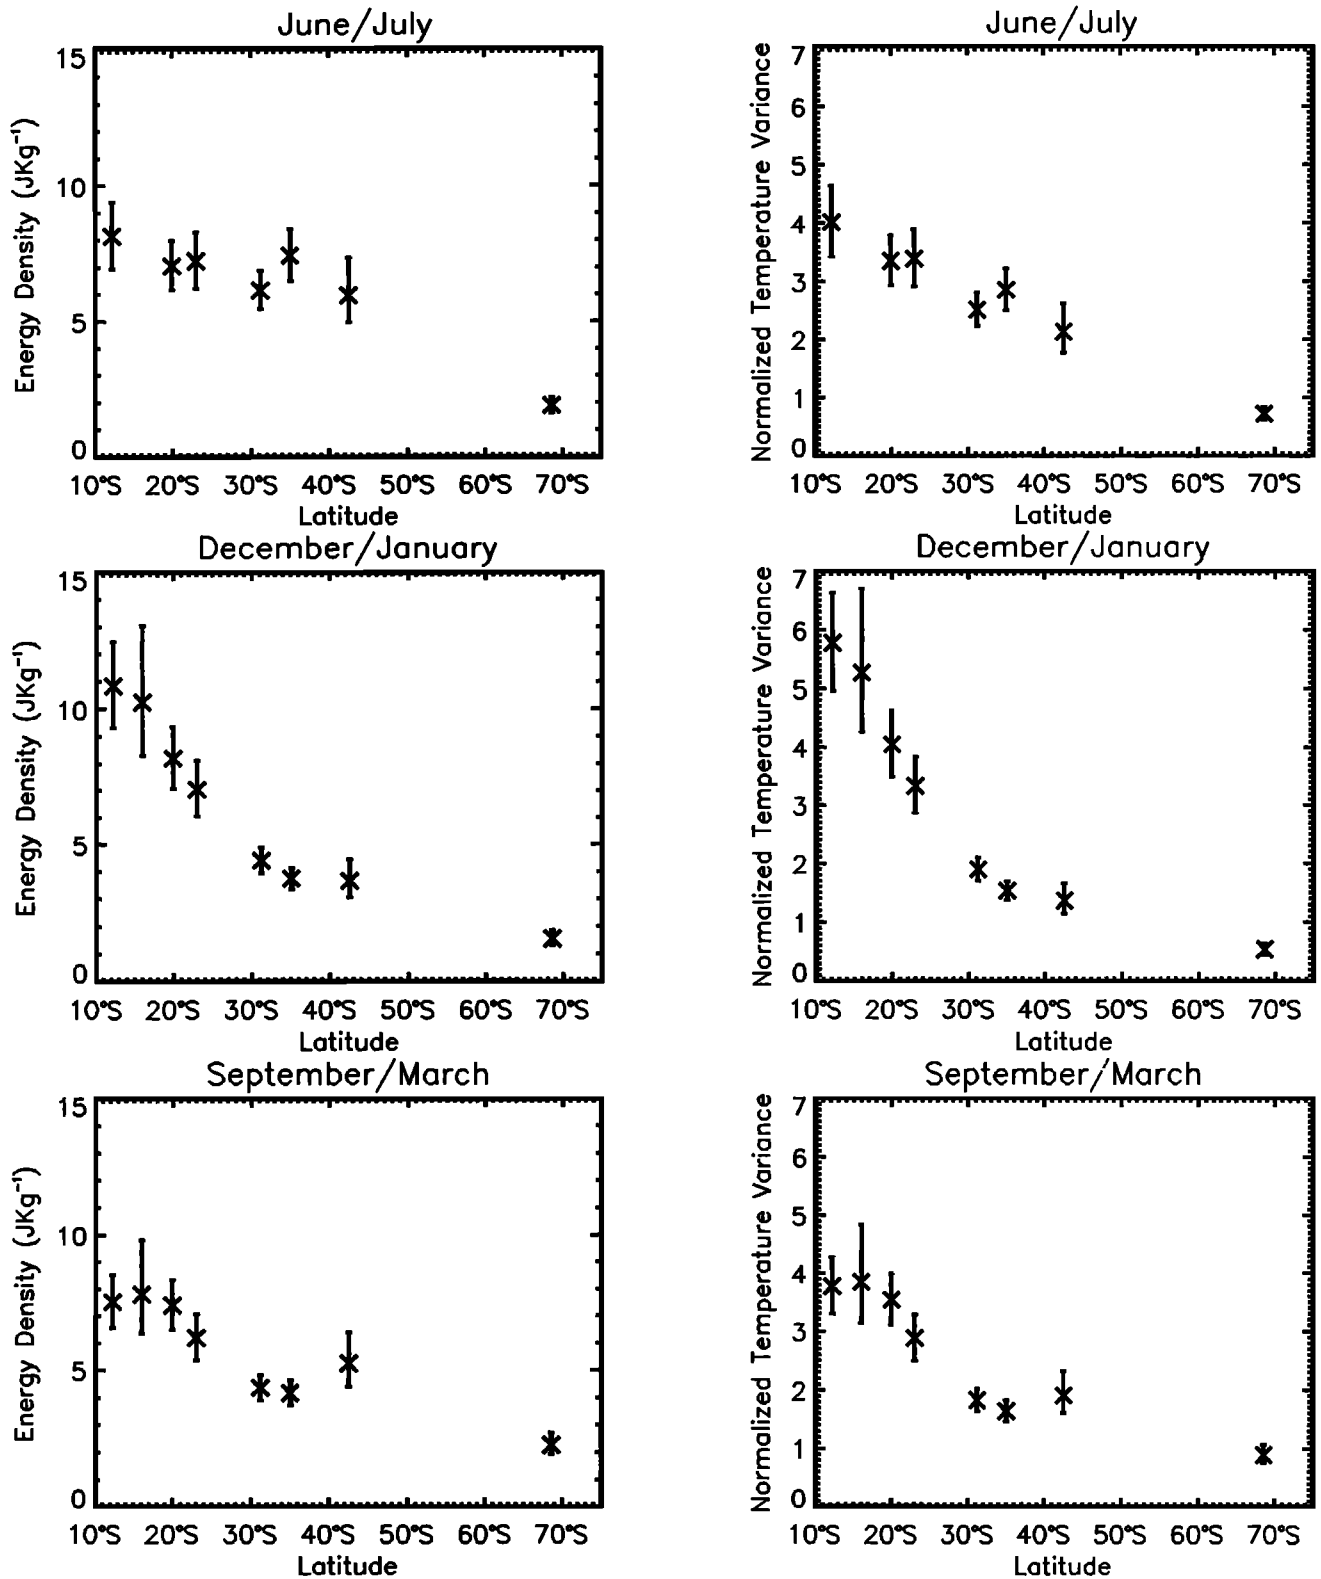 June/July
15
10
5
0
Energy Density (JKg⁻¹)
10°S 20°S 30°S 40°S 50°S 60°S 70°S
Latitude
June/July
7
6
5
4
3
2
1
0
Normalized Temperature Variance
10°S 20°S 30°S 40°S 50°S 60°S 70°S
Latitude
December/January
15
10
5
0
Energy Density (JKg⁻¹)
10°S 20°S 30°S 40°S 50°S 60°S 70°S
Latitude
December/January
7
6
5
4
3
2
1
0
Normalized Temperature Variance
10°S 20°S 30°S 40°S 50°S 60°S 70°S
Latitude
September/March
15
10
5
0
Energy Density (JKg⁻¹)
10°S 20°S 30°S 40°S 50°S 60°S 70°S
Latitude
September/March
7
6
5
4
3
2
1
0
Normalized Temperature Variance
10°S 20°S 30°S 40°S 50°S 60°S 70°S
Latitude